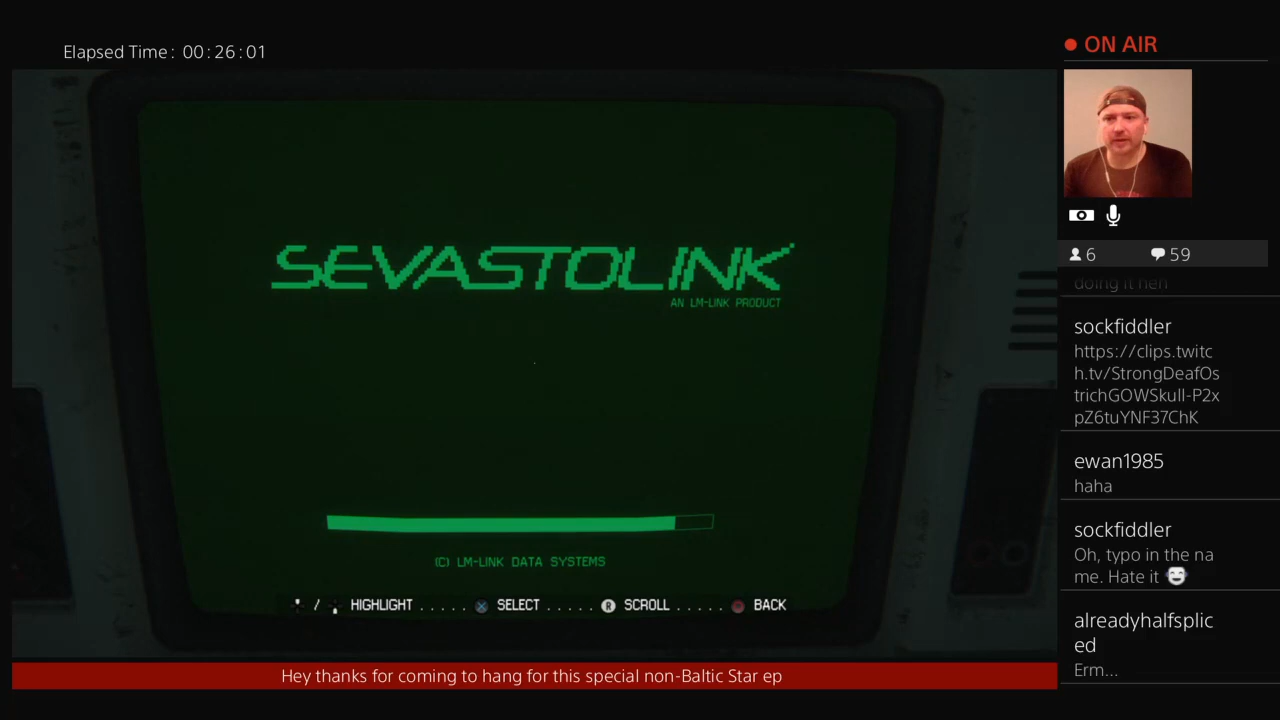 Elapsed Time: 00:26:01
ON AIR
SEVASTOLINK
AN LM-LINK PRODUCT
(C) LM-LINK DATA SYSTEMS
/ HIGHLIGHT . . . . . SELECT . . . . . R SCROLL . . . . . BACK
Hey thanks for coming to hang for this special non-Baltic Star ep
6 59
doing it heh
sockfiddler
https://clips.twitc
h.tv/StrongDeafOs
trichGOWSkull-P2x
pZ6tuYNF37ChK
ewan1985
haha
sockfiddler
Oh, typo in the na
me. Hate it
alreadyhalfsplic
ed
Erm...